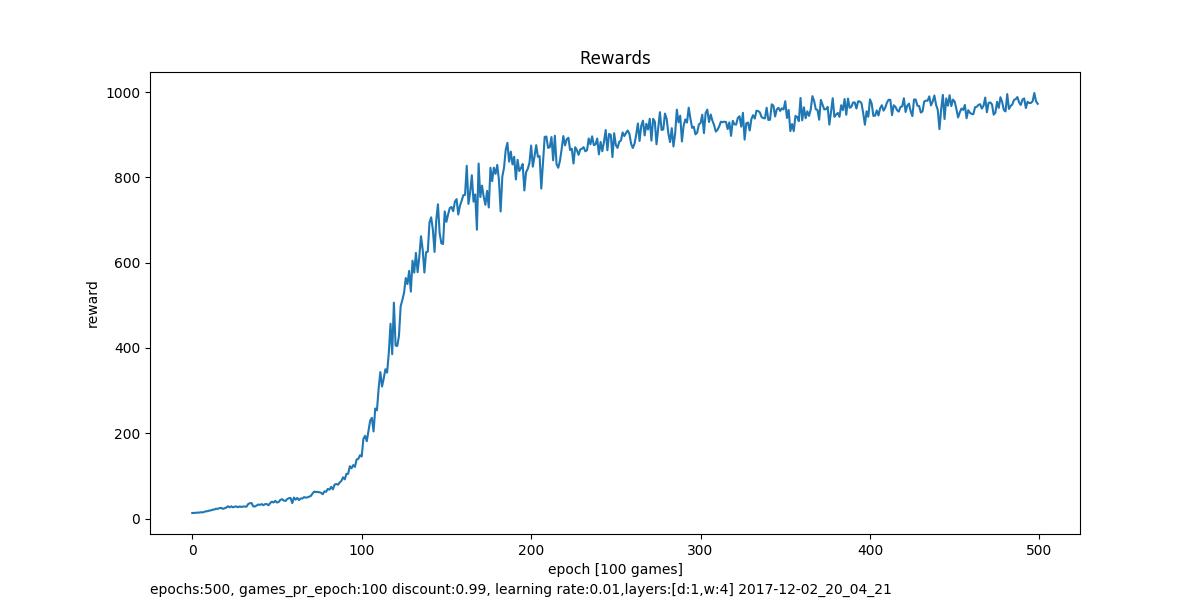 Rewards
1000
800
600
400
200
0
reward
0 100 200 300 400 500
epoch [100 games]
epochs:500, games_pr_epoch:100 discount:0.99, learning rate:0.01,layers:[d:1,w:4] 2017-12-02_20_04_21